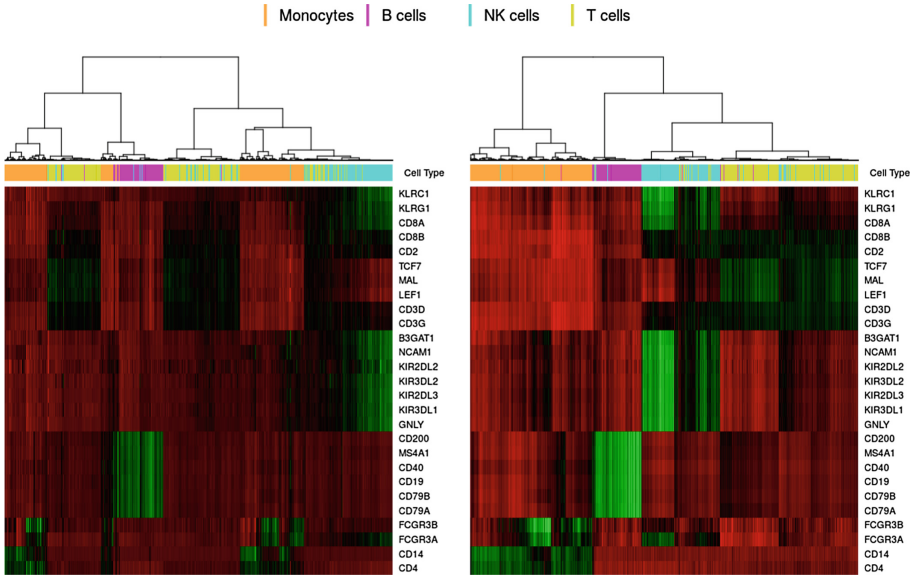 Monocytes B cells NK cells T cells
Cell Type Cell Type
KLRC1 KLRC1
KLRG1 KLRG1
CD8A CD8A
CD8B CD8B
CD2 CD2
TCF7 TCF7
MAL MAL
LEF1 LEF1
CD3D CD3D
CD3G CD3G
B3GAT1 B3GAT1
NCAM1 NCAM1
KIR2DL2 KIR2DL2
KIR3DL2 KIR3DL2
KIR2DL3 KIR2DL3
KIR3DL1 KIR3DL1
GNLY GNLY
CD200 CD200
MS4A1 MS4A1
CD40 CD40
CD19 CD19
CD79B CD79B
CD79A CD79A
FCGR3B FCGR3B
FCGR3A FCGR3A
CD14 CD14
CD4 CD4